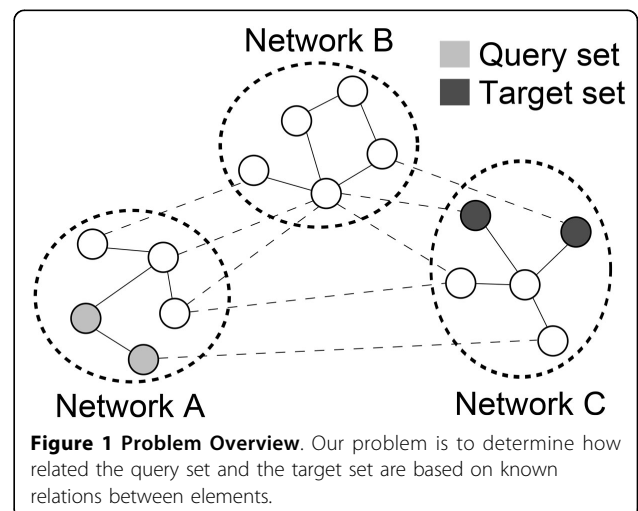 Network B
Query set
Target set
Network A
Network C
Figure 1 Problem Overview. Our problem is to determine how
related the query set and the target set are based on known
relations between elements.